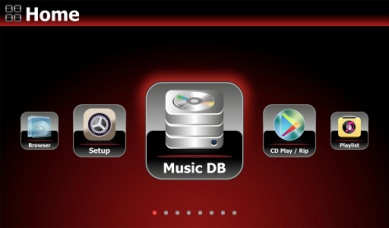 Home
Browser
Setup
Music DB
CD Play / Rip
Playlist